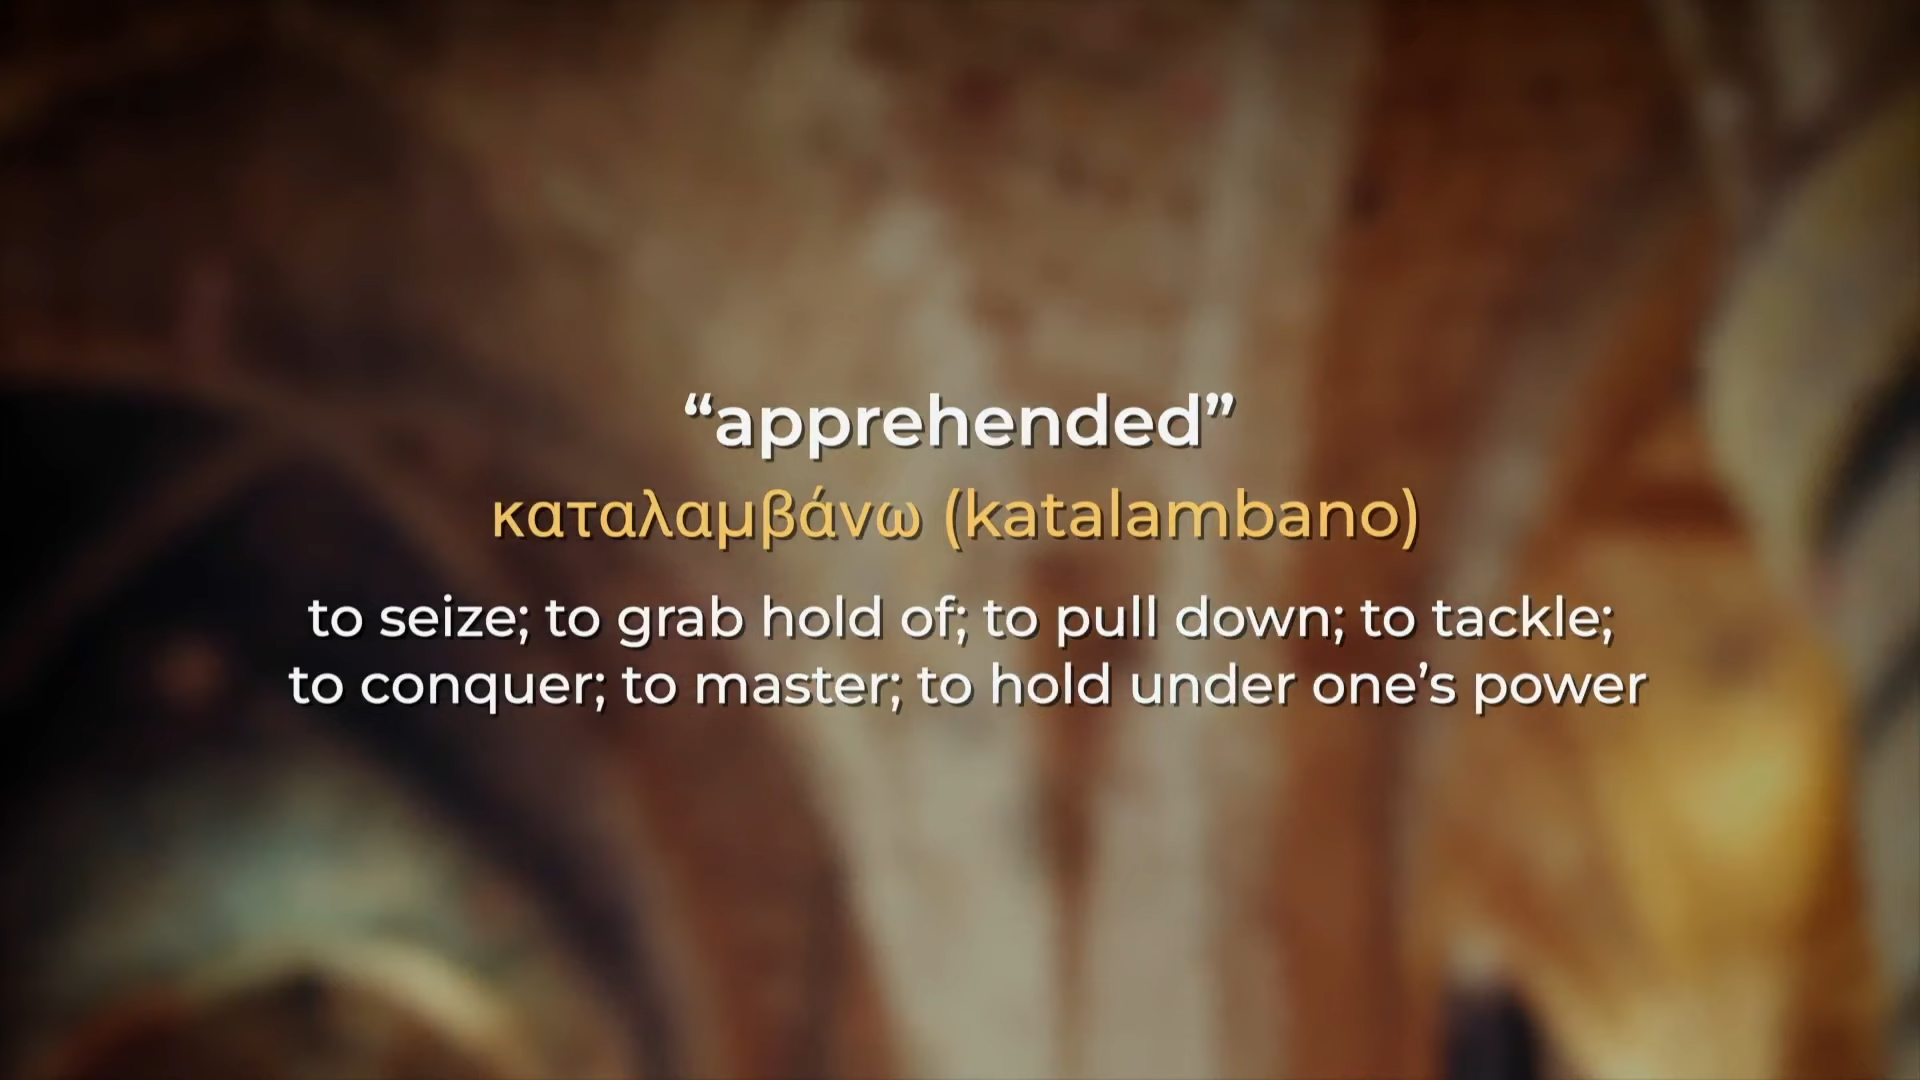 “apprehended”
καταλαμβάνω (katalambano)
to seize; to grab hold of; to pull down; to tackle;
to conquer; to master; to hold under one’s power